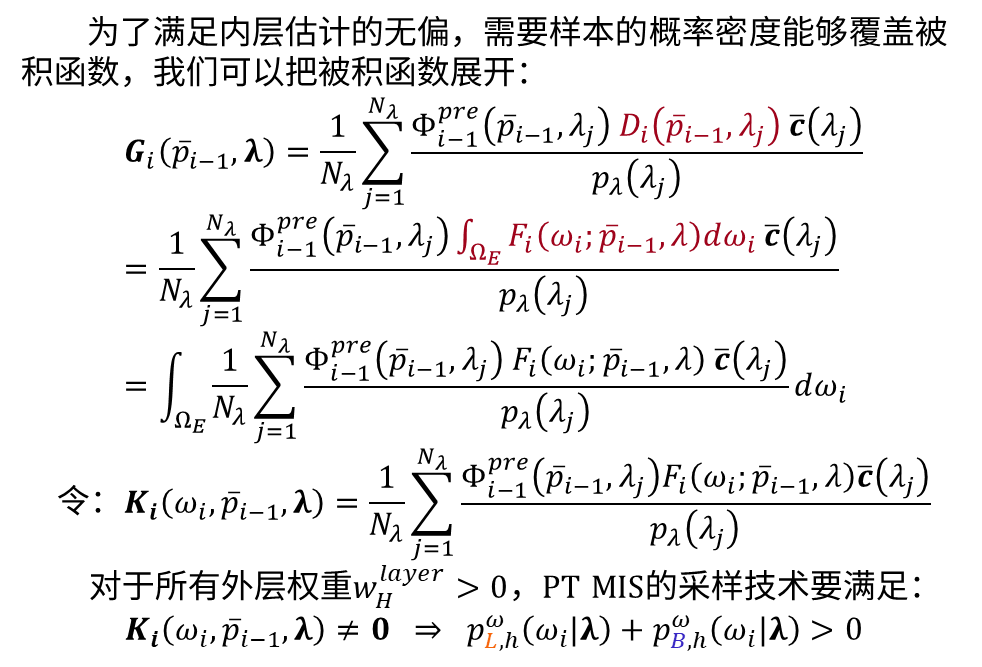 为了满足内层估计的无偏，需要样本的概率密度能够覆盖被
积函数，我们可以把被积函数展开：
$\boldsymbol{G}_i(\bar{p}_{i-1}, \boldsymbol{\lambda}) = \frac{1}{N_\lambda} \sum_{j=1}^{N_\lambda} \frac{\Phi_{i-1}^{pre}(\bar{p}_{i-1}, \lambda_j) D_i(\bar{p}_{i-1}, \lambda_j) \bar{\mathbf{c}}(\lambda_j)}{p_\lambda(\lambda_j)}$
$= \frac{1}{N_\lambda} \sum_{j=1}^{N_\lambda} \frac{\Phi_{i-1}^{pre}(\bar{p}_{i-1}, \lambda_j) \int_{\Omega_E} F_i(\omega_i; \bar{p}_{i-1}, \lambda) d\omega_i \bar{\mathbf{c}}(\lambda_j)}{p_\lambda(\lambda_j)}$
$= \int_{\Omega_E} \frac{1}{N_\lambda} \sum_{j=1}^{N_\lambda} \frac{\Phi_{i-1}^{pre}(\bar{p}_{i-1}, \lambda_j) F_i(\omega_i; \bar{p}_{i-1}, \lambda) \bar{\mathbf{c}}(\lambda_j)}{p_\lambda(\lambda_j)} d\omega_i$
令：$\boldsymbol{K}_i(\omega_i, \bar{p}_{i-1}, \boldsymbol{\lambda}) = \frac{1}{N_\lambda} \sum_{j=1}^{N_\lambda} \frac{\Phi_{i-1}^{pre}(\bar{p}_{i-1}, \lambda_j) F_i(\omega_i; \bar{p}_{i-1}, \lambda) \bar{\mathbf{c}}(\lambda_j)}{p_\lambda(\lambda_j)}$
对于所有外层权重$w_H^{layer} > 0$，PT MIS的采样技术要满足：
$\boldsymbol{K}_i(\omega_i, \bar{p}_{i-1}, \boldsymbol{\lambda}) \neq \mathbf{0} \Rightarrow p_{L,h}^{\omega}(\omega_i|\boldsymbol{\lambda}) + p_{B,h}^{\omega}(\omega_i|\boldsymbol{\lambda}) > 0$